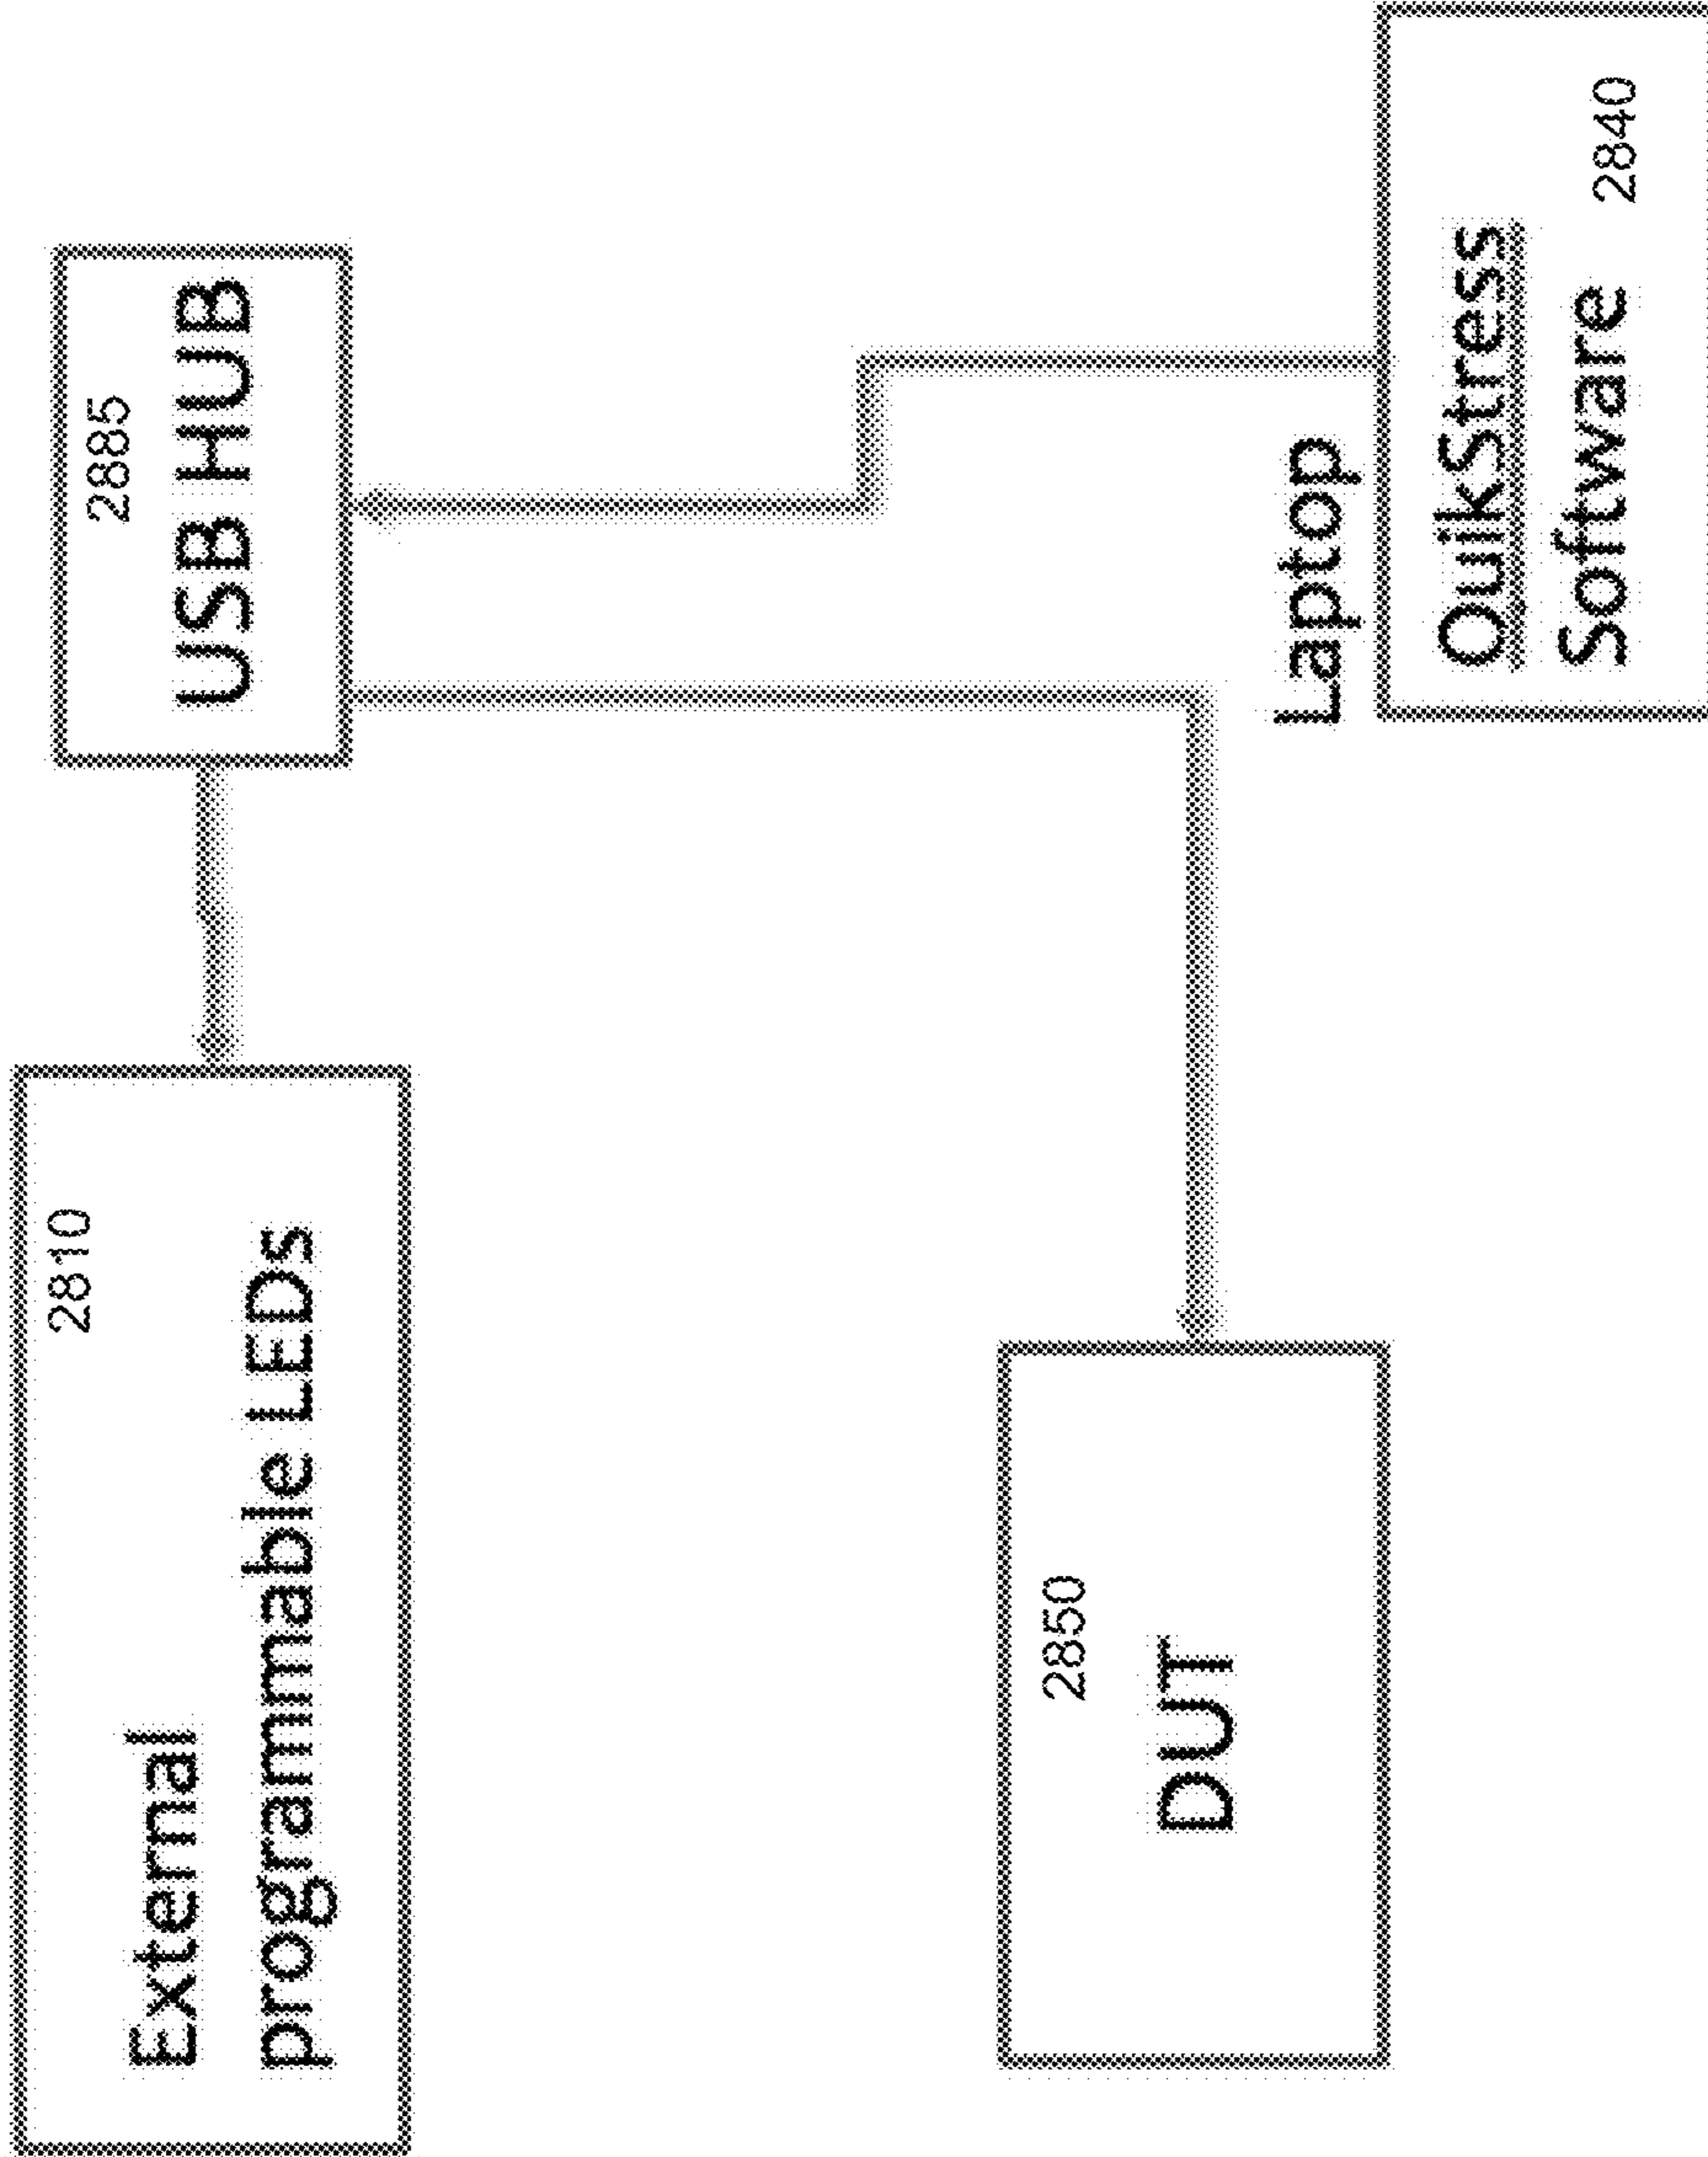 2810
External
programmable LEDs
2885
USB HUB
2850
DUT
Laptop
QuikStress
Software 2840